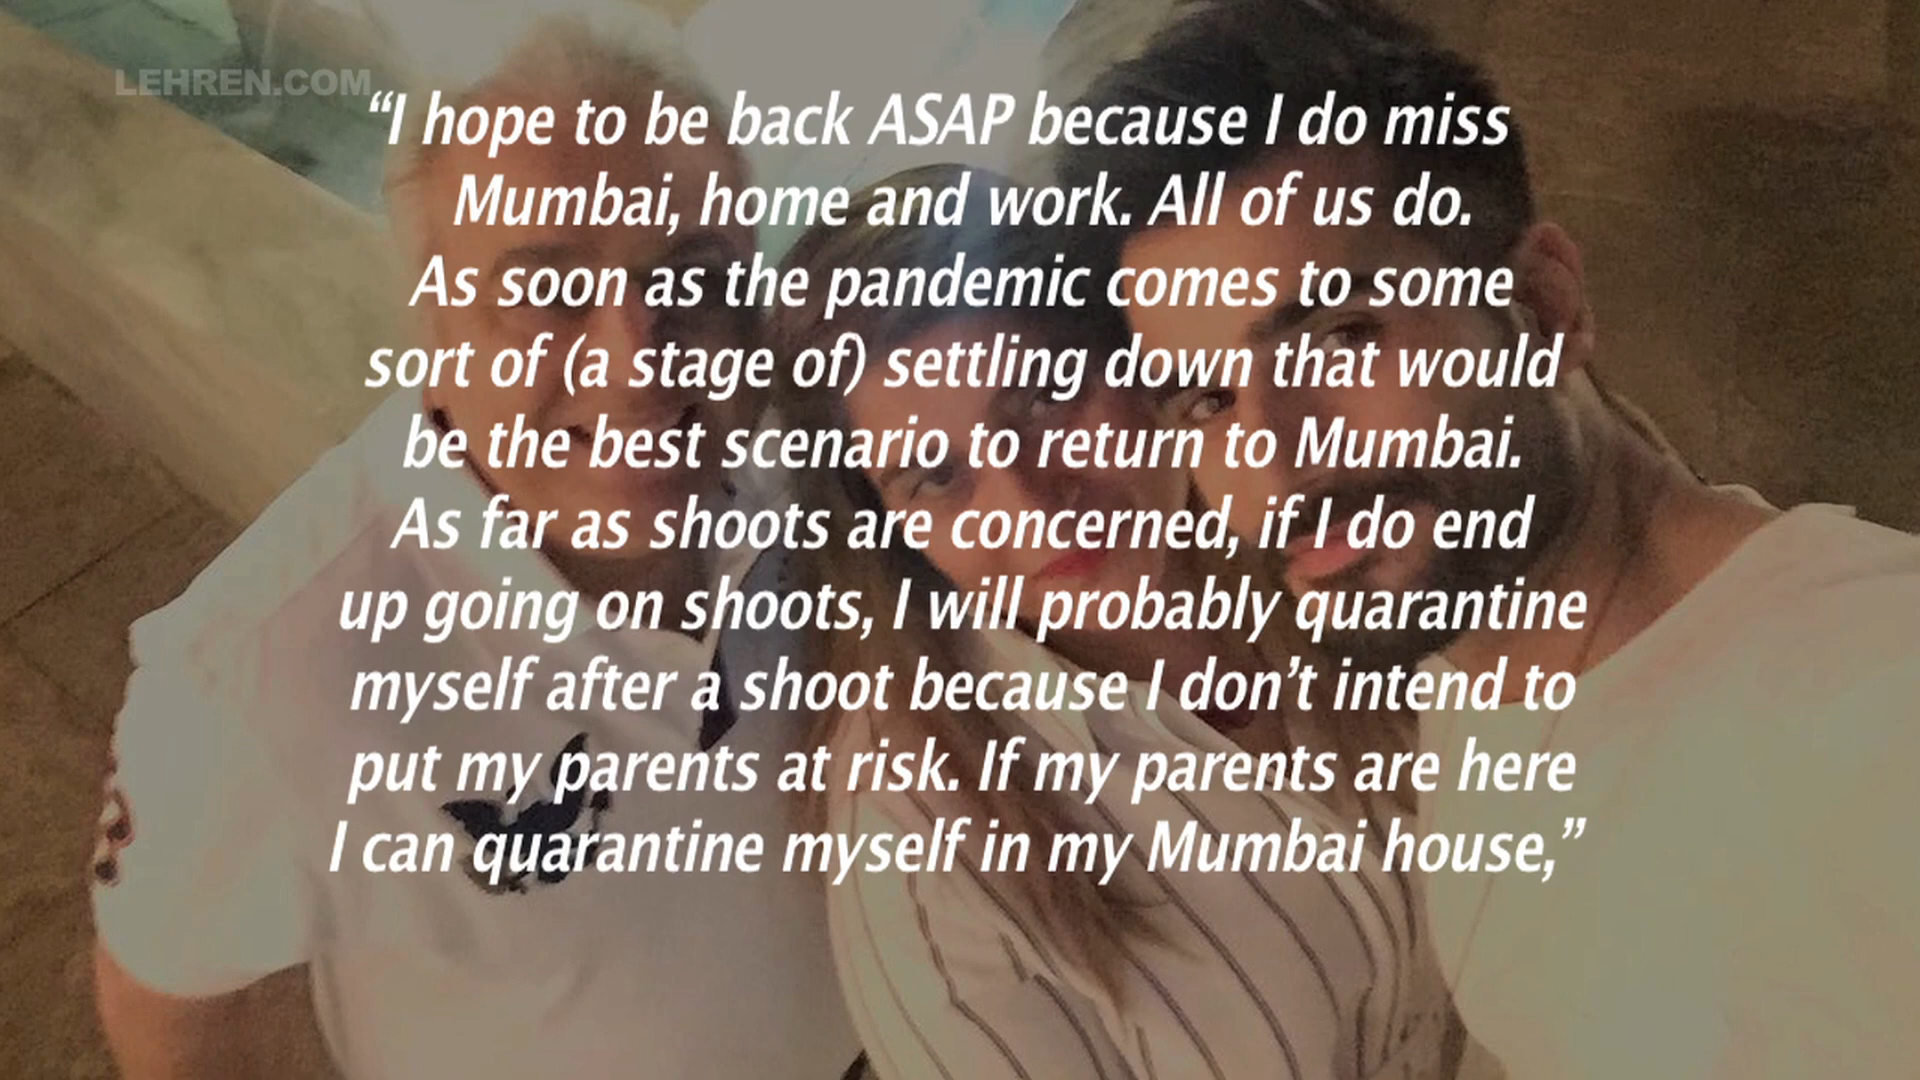 LEHREN.COM
“I hope to be back ASAP because I do miss
Mumbai, home and work. All of us do.
As soon as the pandemic comes to some
sort of (a stage of) settling down that would
be the best scenario to return to Mumbai.
As far as shoots are concerned, if I do end
up going on shoots, I will probably quarantine
myself after a shoot because I don’t intend to
put my parents at risk. If my parents are here
I can quarantine myself in my Mumbai house,”